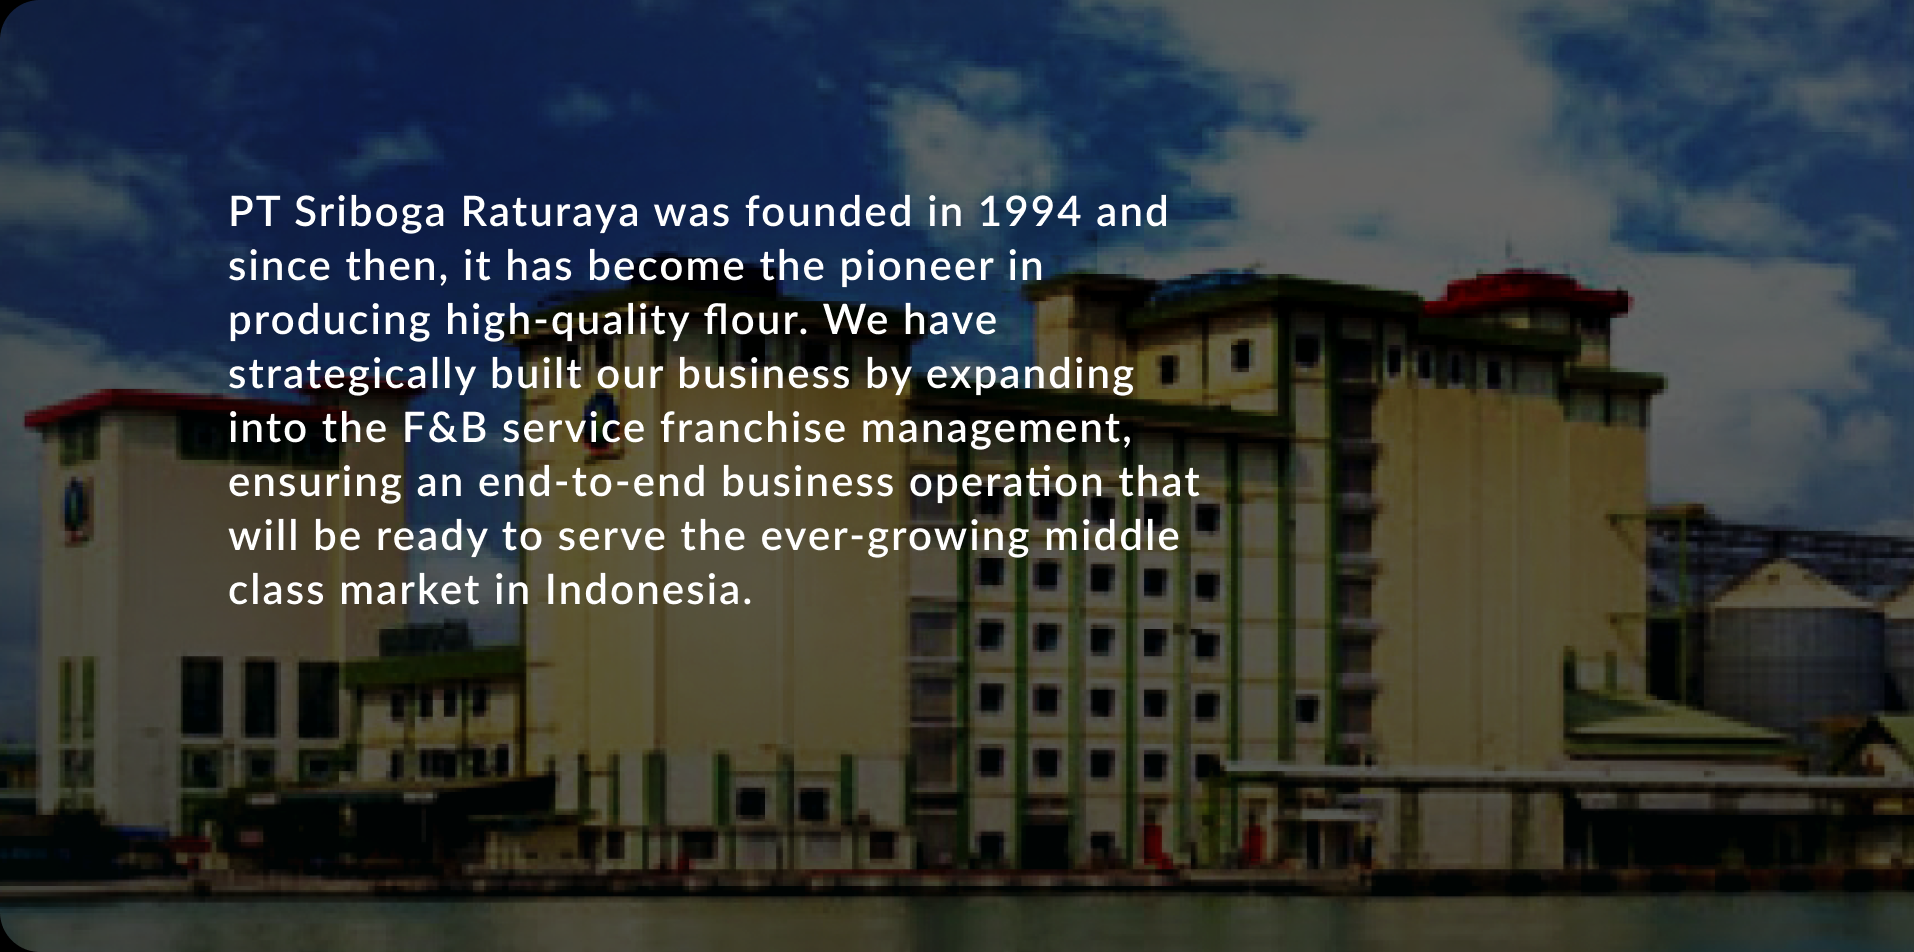 PT Sriboga Raturaya was founded in 1994 and
since then, it has become the pioneer in
producing high-quality flour. We have
strategically built our business by expanding
into the F&B service franchise management,
ensuring an end-to-end business operation that
will be ready to serve the ever-growing middle
class market in Indonesia.